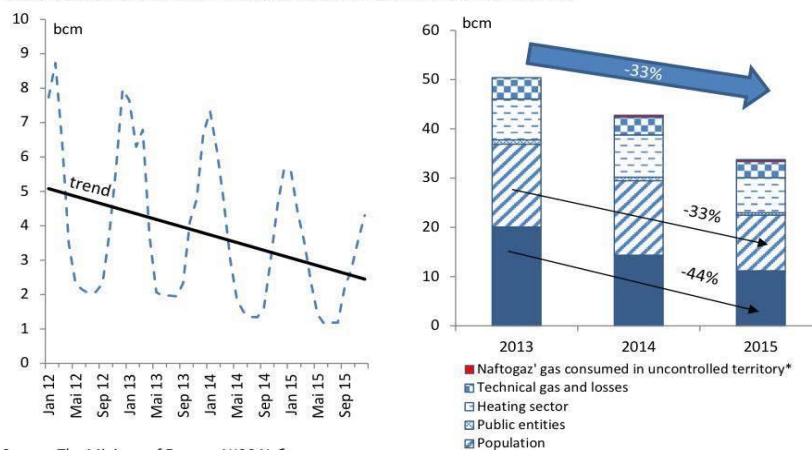 10
9
8
7
6
5
4
3
2
1
0
bcm
trend
Jan 12
Mai 12
Sep 12
Jan 13
Mai 13
Sep 13
Jan 14
Mai 14
Sep 14
Jan 15
Mai 15
Sep 15
60
50
40
30
20
10
0
bcm
-33%
-33%
-44%
2013
2014
2015
Naftogaz' gas consumed in uncontrolled territory*
Technical gas and losses
Heating sector
Public entities
Population